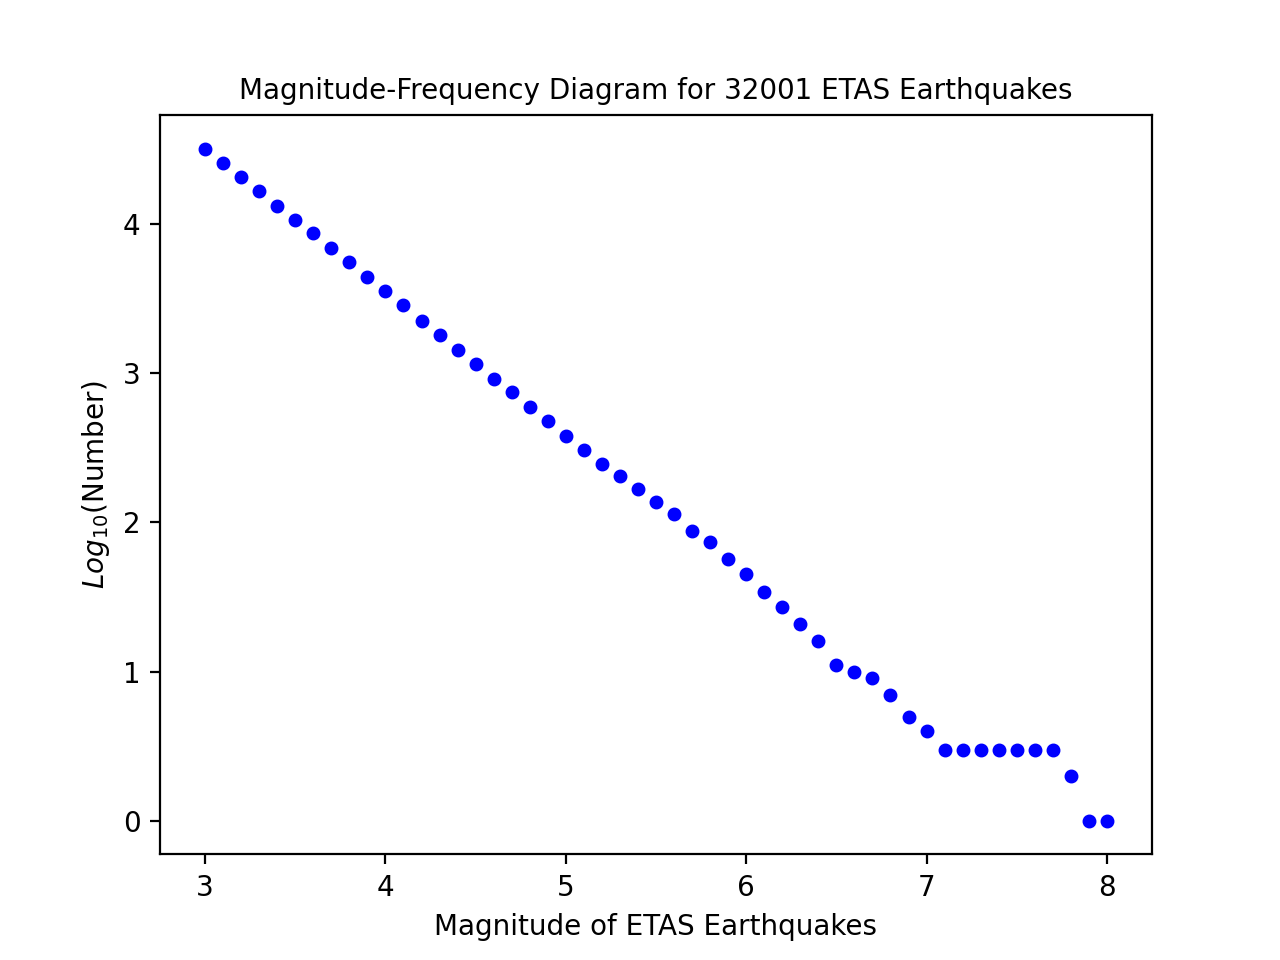 Magnitude-Frequency Diagram for 32001 ETAS Earthquakes
4
3
2
1
0
Log10(Number)
3 4 5 6 7 8
Magnitude of ETAS Earthquakes